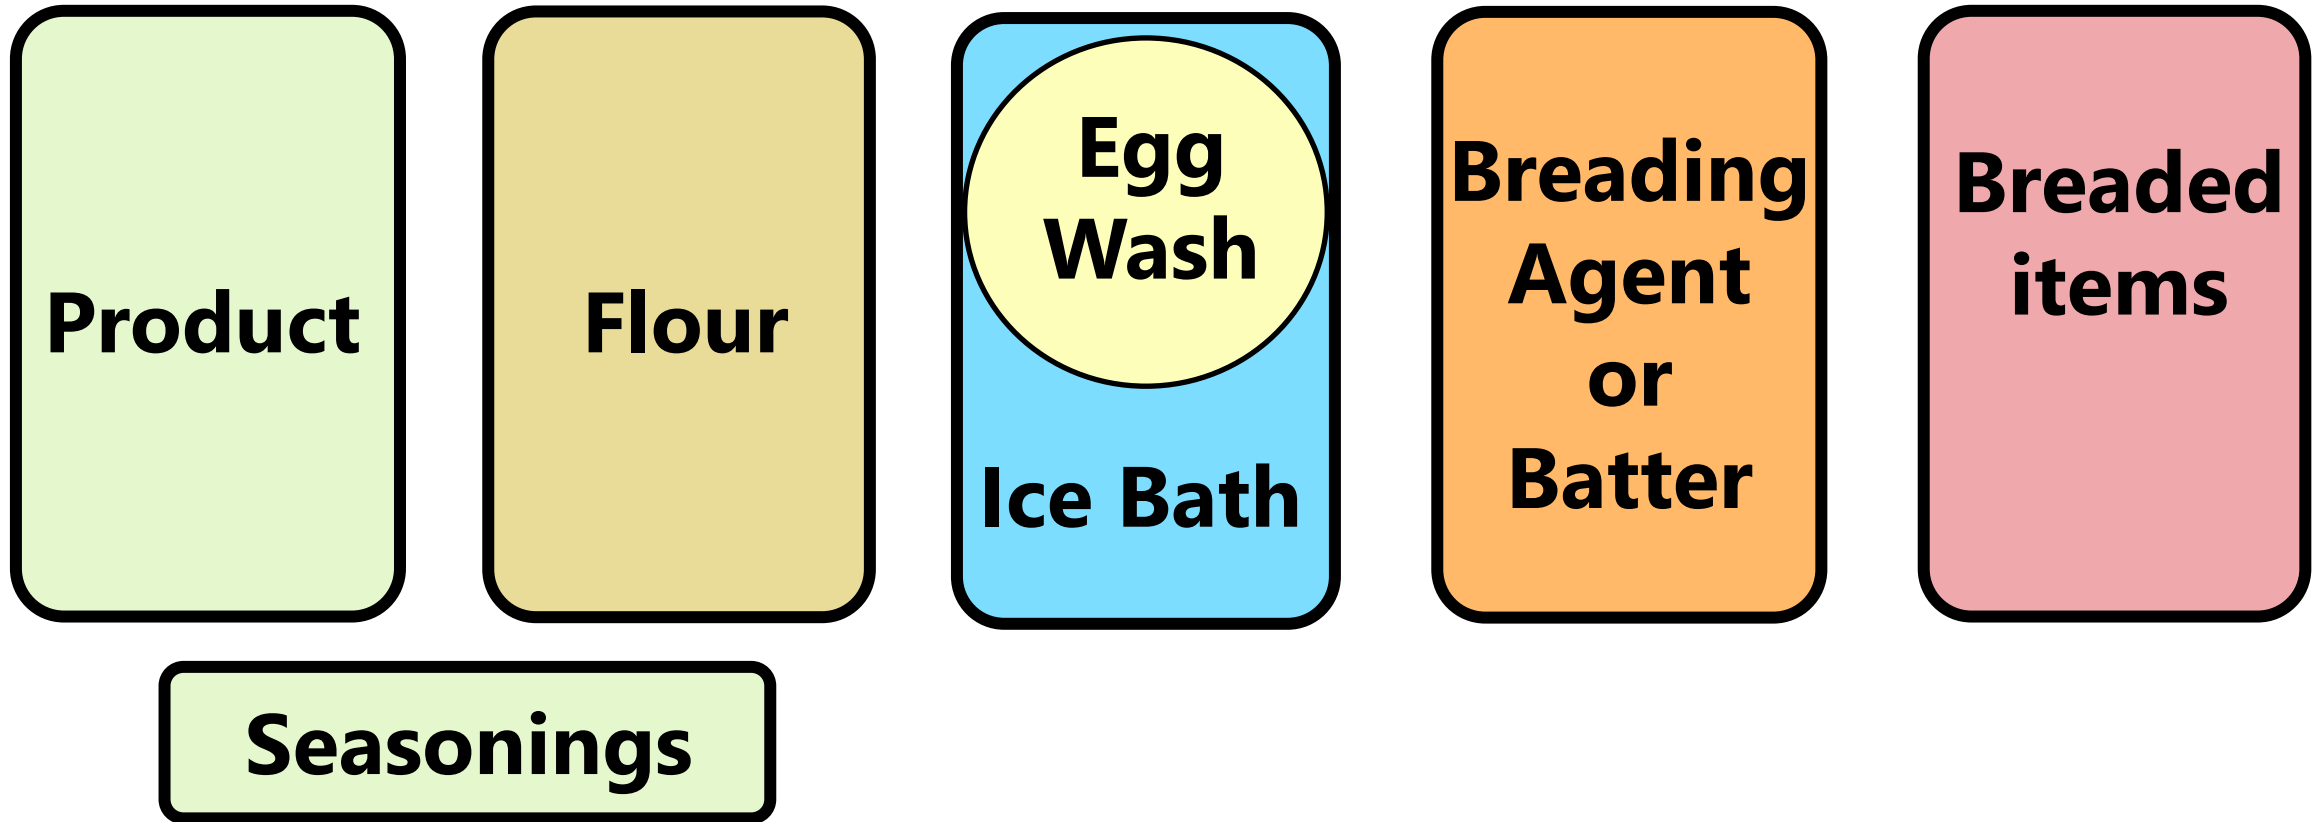 Product
Flour
Egg
Wash
Ice Bath
Breading
Agent
or
Batter
Breaded
items
Seasonings